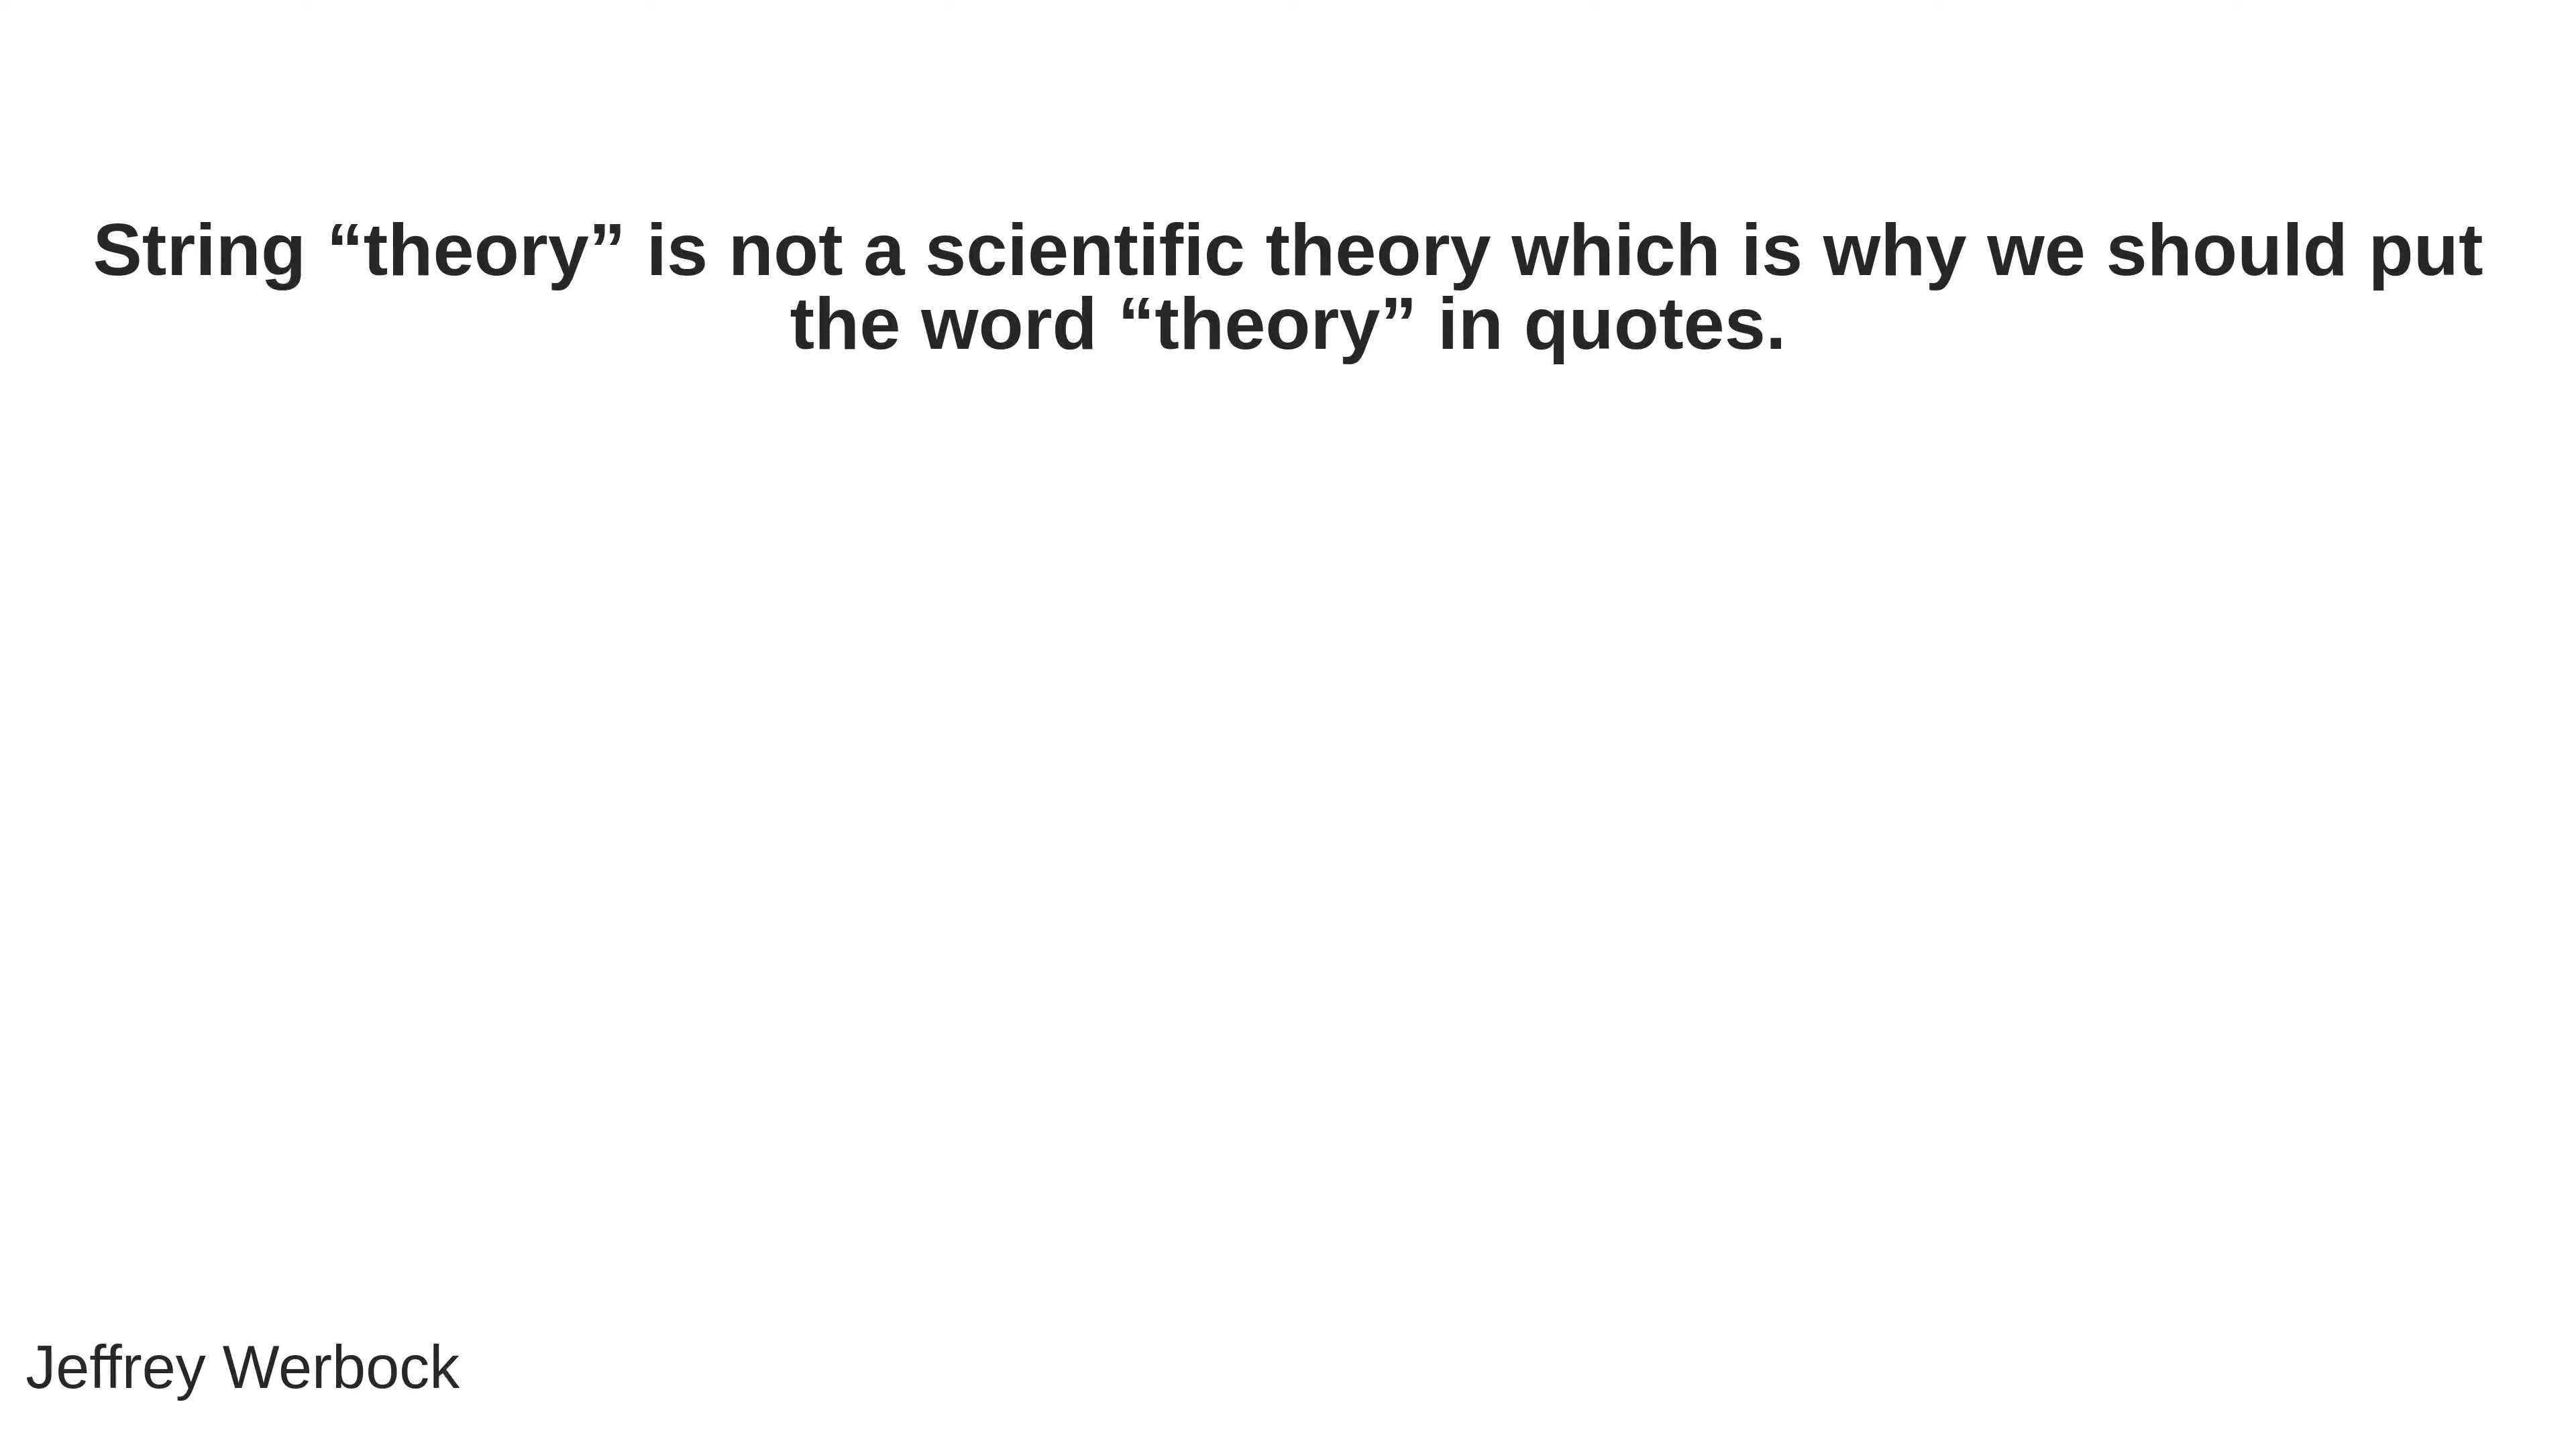 String “theory” is not a scientific theory which is why we should put
the word “theory” in quotes.
Jeffrey Werbock